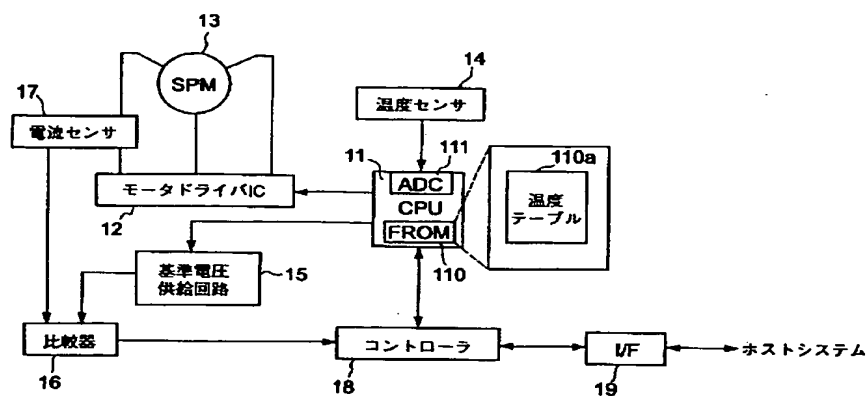 13
SPM
17
電流センサ
14
温度センサ
モータドライバIC
12
11
111
ADC
CPU
FROM
110
110a
温度
テーブル
基準電圧
供給回路
15
比較器
16
コントローラ
18
I/F
19
ホストシステム